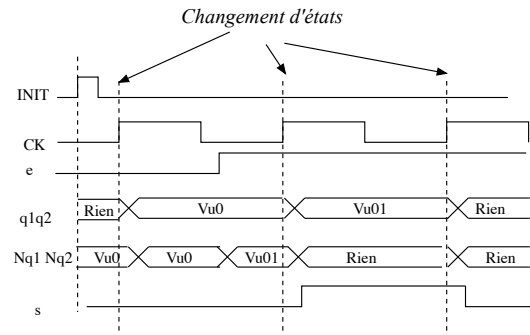 Changement d'états
INIT
CK
e
q1q2 Rien Vu0 Vu01 Rien
Nq1 Nq2 Vu0 Vu0 Vu01 Rien Rien
s